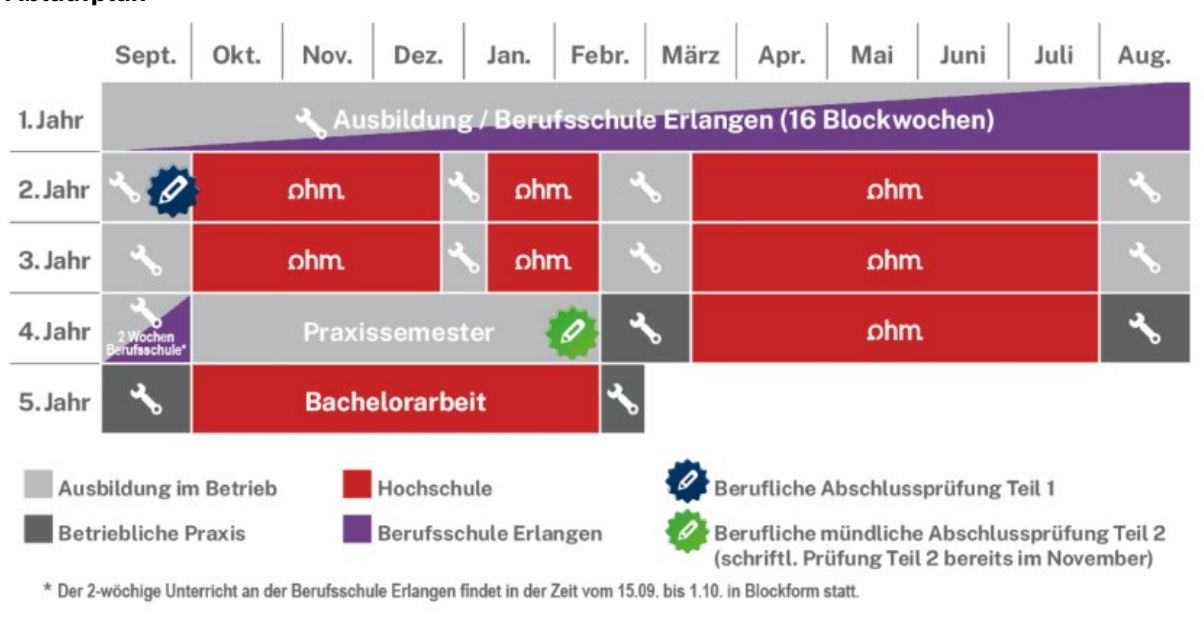 Ablaufplan
Sept. Okt. Nov. Dez. Jan. Febr. März Apr. Mai Juni Juli Aug.
1. Jahr Ausbildung / Berufsschule Erlangen (16 Blockwochen)
2. Jahr ohm ohm ohm
3. Jahr ohm ohm ohm
4. Jahr 2 Wochen Berufsschule* Praxissemester ohm
5. Jahr Bachelorarbeit
Ausbildung im Betrieb
Betriebliche Praxis
Hochschule
Berufsschule Erlangen
Berufliche Abschlussprüfung Teil 1
Berufliche mündliche Abschlussprüfung Teil 2
(schriftl. Prüfung Teil 2 bereits im November)
* Der 2-wöchige Unterricht an der Berufsschule Erlangen findet in der Zeit vom 15.09. bis 1.10. in Blockform statt.